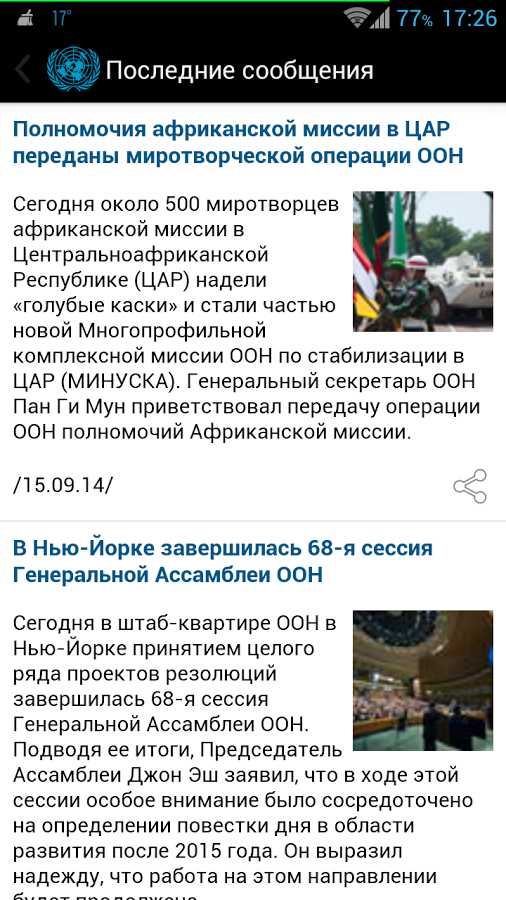 17°
77% 17:26
Последние сообщения
Полномочия африканской миссии в ЦАР
переданы миротворческой операции ООН
Сегодня около 500 миротворцев
африканской миссии в
Центральноафриканской
Республике (ЦАР) надели
«голубые каски» и стали частью
новой Многопрофильной
комплексной миссии ООН по стабилизации в
ЦАР (МИНУСКА). Генеральный секретарь ООН
Пан Ги Мун приветствовал передачу операции
ООН полномочий Африканской миссии.
/15.09.14/
В Нью-Йорке завершилась 68-я сессия
Генеральной Ассамблеи ООН
Сегодня в штаб-квартире ООН в
Нью-Йорке принятием целого
ряда проектов резолюций
завершилась 68-я сессия
Генеральной Ассамблеи ООН.
Подводя ее итоги, Председатель
Ассамблеи Джон Эш заявил, что в ходе этой
сессии особое внимание было сосредоточено
на определении повестки дня в области
развития после 2015 года. Он выразил
надежду, что работа на этом направлении
будет продолжена